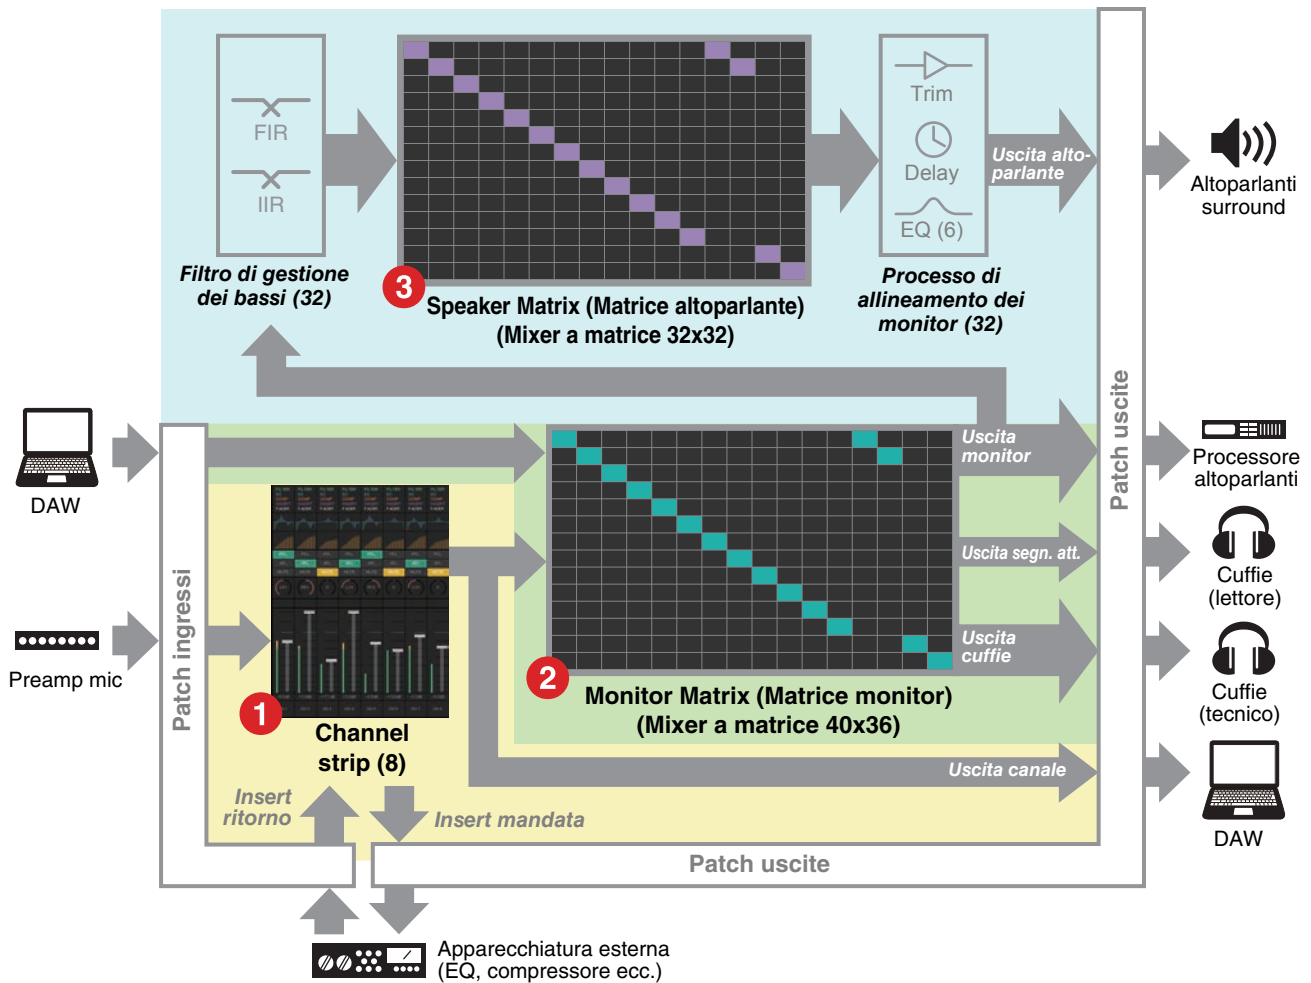 FIR
IIR
Filtro di gestione
dei bassi (32)
3
Speaker Matrix (Matrice altoparlante)
(Mixer a matrice 32x32)
Trim
Delay
EQ (6)
Processo di
allineamento dei
monitor (32)
Uscita alto-
parlante
Patch uscite
Altoparlanti
surround
DAW
Preamp mic
Patch ingressi
1
Channel
strip (8)
2
Monitor Matrix (Matrice monitor)
(Mixer a matrice 40x36)
Uscita
monitor
Uscita segn. att.
Uscita
cuffie
Uscita canale
Processore
altoparlanti
Cuffie
(lettore)
Cuffie
(tecnico)
DAW
Insert
ritorno
Insert mandata
Patch uscite
Apparecchiatura esterna
(EQ, compressore ecc.)